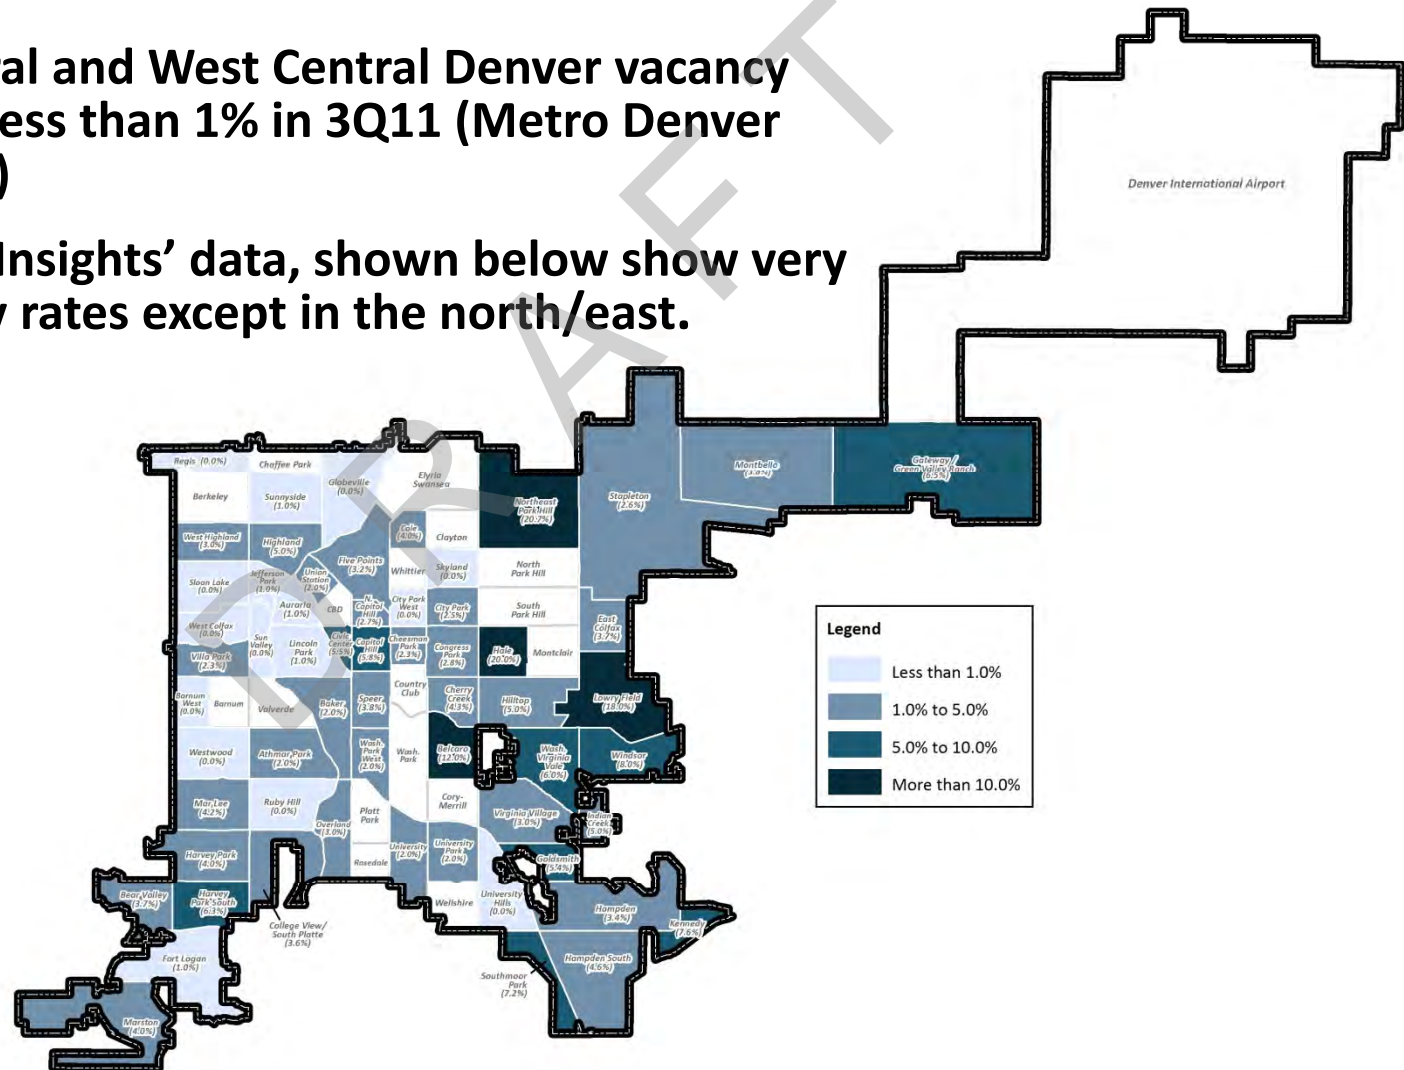 ral and West Central Denver vacancy
ess than 1% in 3Q11 (Metro Denver
)
Insights’ data, shown below show very
y rates except in the north/east.
DRAFT
Denver International Airport
Regis (0.0%)
Chaffee Park
Berkeley
Sunnyside
(1.0%)
Globeville
(0.0%)
Elyria
Swansea
Northeast
Park Hill
(20.7%)
Stapleton
(2.6%)
Montbello
(3.8%)
Gateway /
Green Valley Ranch
(6.5%)
West Highland
(3.0%)
Highland
(5.0%)
Cole
(4.0%)
Clayton
Five Points
(3.2%)
Whittier
Skyland
(0.0%)
North
Park Hill
Sloan Lake
(0.0%)
Jefferson
Park
(1.0%)
Union
Station
(2.0%)
Auraria
(1.0%)
CBD
N.
Capitol
Hill
(2.7%)
City Park
West
(0.0%)
City Park
(2.5%)
South
Park Hill
East
Colfax
(3.7%)
West Colfax
(0.0%)
Villa Park
(2.3%)
Sun
Valley
(0.0%)
Lincoln
Park
(1.0%)
Civic
Center
(5.5%)
Capitol
Hill
(5.8%)
Cheesman
Park
(2.3%)
Congress
Park
(2.8%)
Hale
(20.0%)
Montclair
Legend
Less than 1.0%
1.0% to 5.0%
5.0% to 10.0%
More than 10.0%
Barnum
West
(0.0%)
Barnum
Valverde
Baker
(2.0%)
Speer
(3.8%)
Country
Club
Cherry
Creek
(4.3%)
Hilltop
(5.0%)
Lowry Field
(18.0%)
Westwood
(0.0%)
Athmar Park
(2.0%)
Wash.
Park
West
(2.0%)
Wash.
Park
Belcaro
(12.0%)
Wash.
Virginia
Vale
(6.0%)
Windsor
(8.0%)
Mar Lee
(4.2%)
Ruby Hill
(0.0%)
Overland
(3.0%)
Platt
Park
Cory-
Merrill
Virginia Village
(3.0%)
Indian
Creek
(5.0%)
Harvey Park
(4.0%)
Rosedale
University
(2.0%)
University
Park
(2.0%)
Goldsmith
(5.4%)
Bear Valley
(3.7%)
Harvey
Park South
(6.3%)
College View/
South Platte
(3.6%)
Wellshire
University
Hills
(0.0%)
Hampden
(3.4%)
Kennedy
(7.6%)
Fort Logan
(1.0%)
Southmoor
Park
(7.2%)
Hampden South
(4.6%)
Marston
(4.0%)